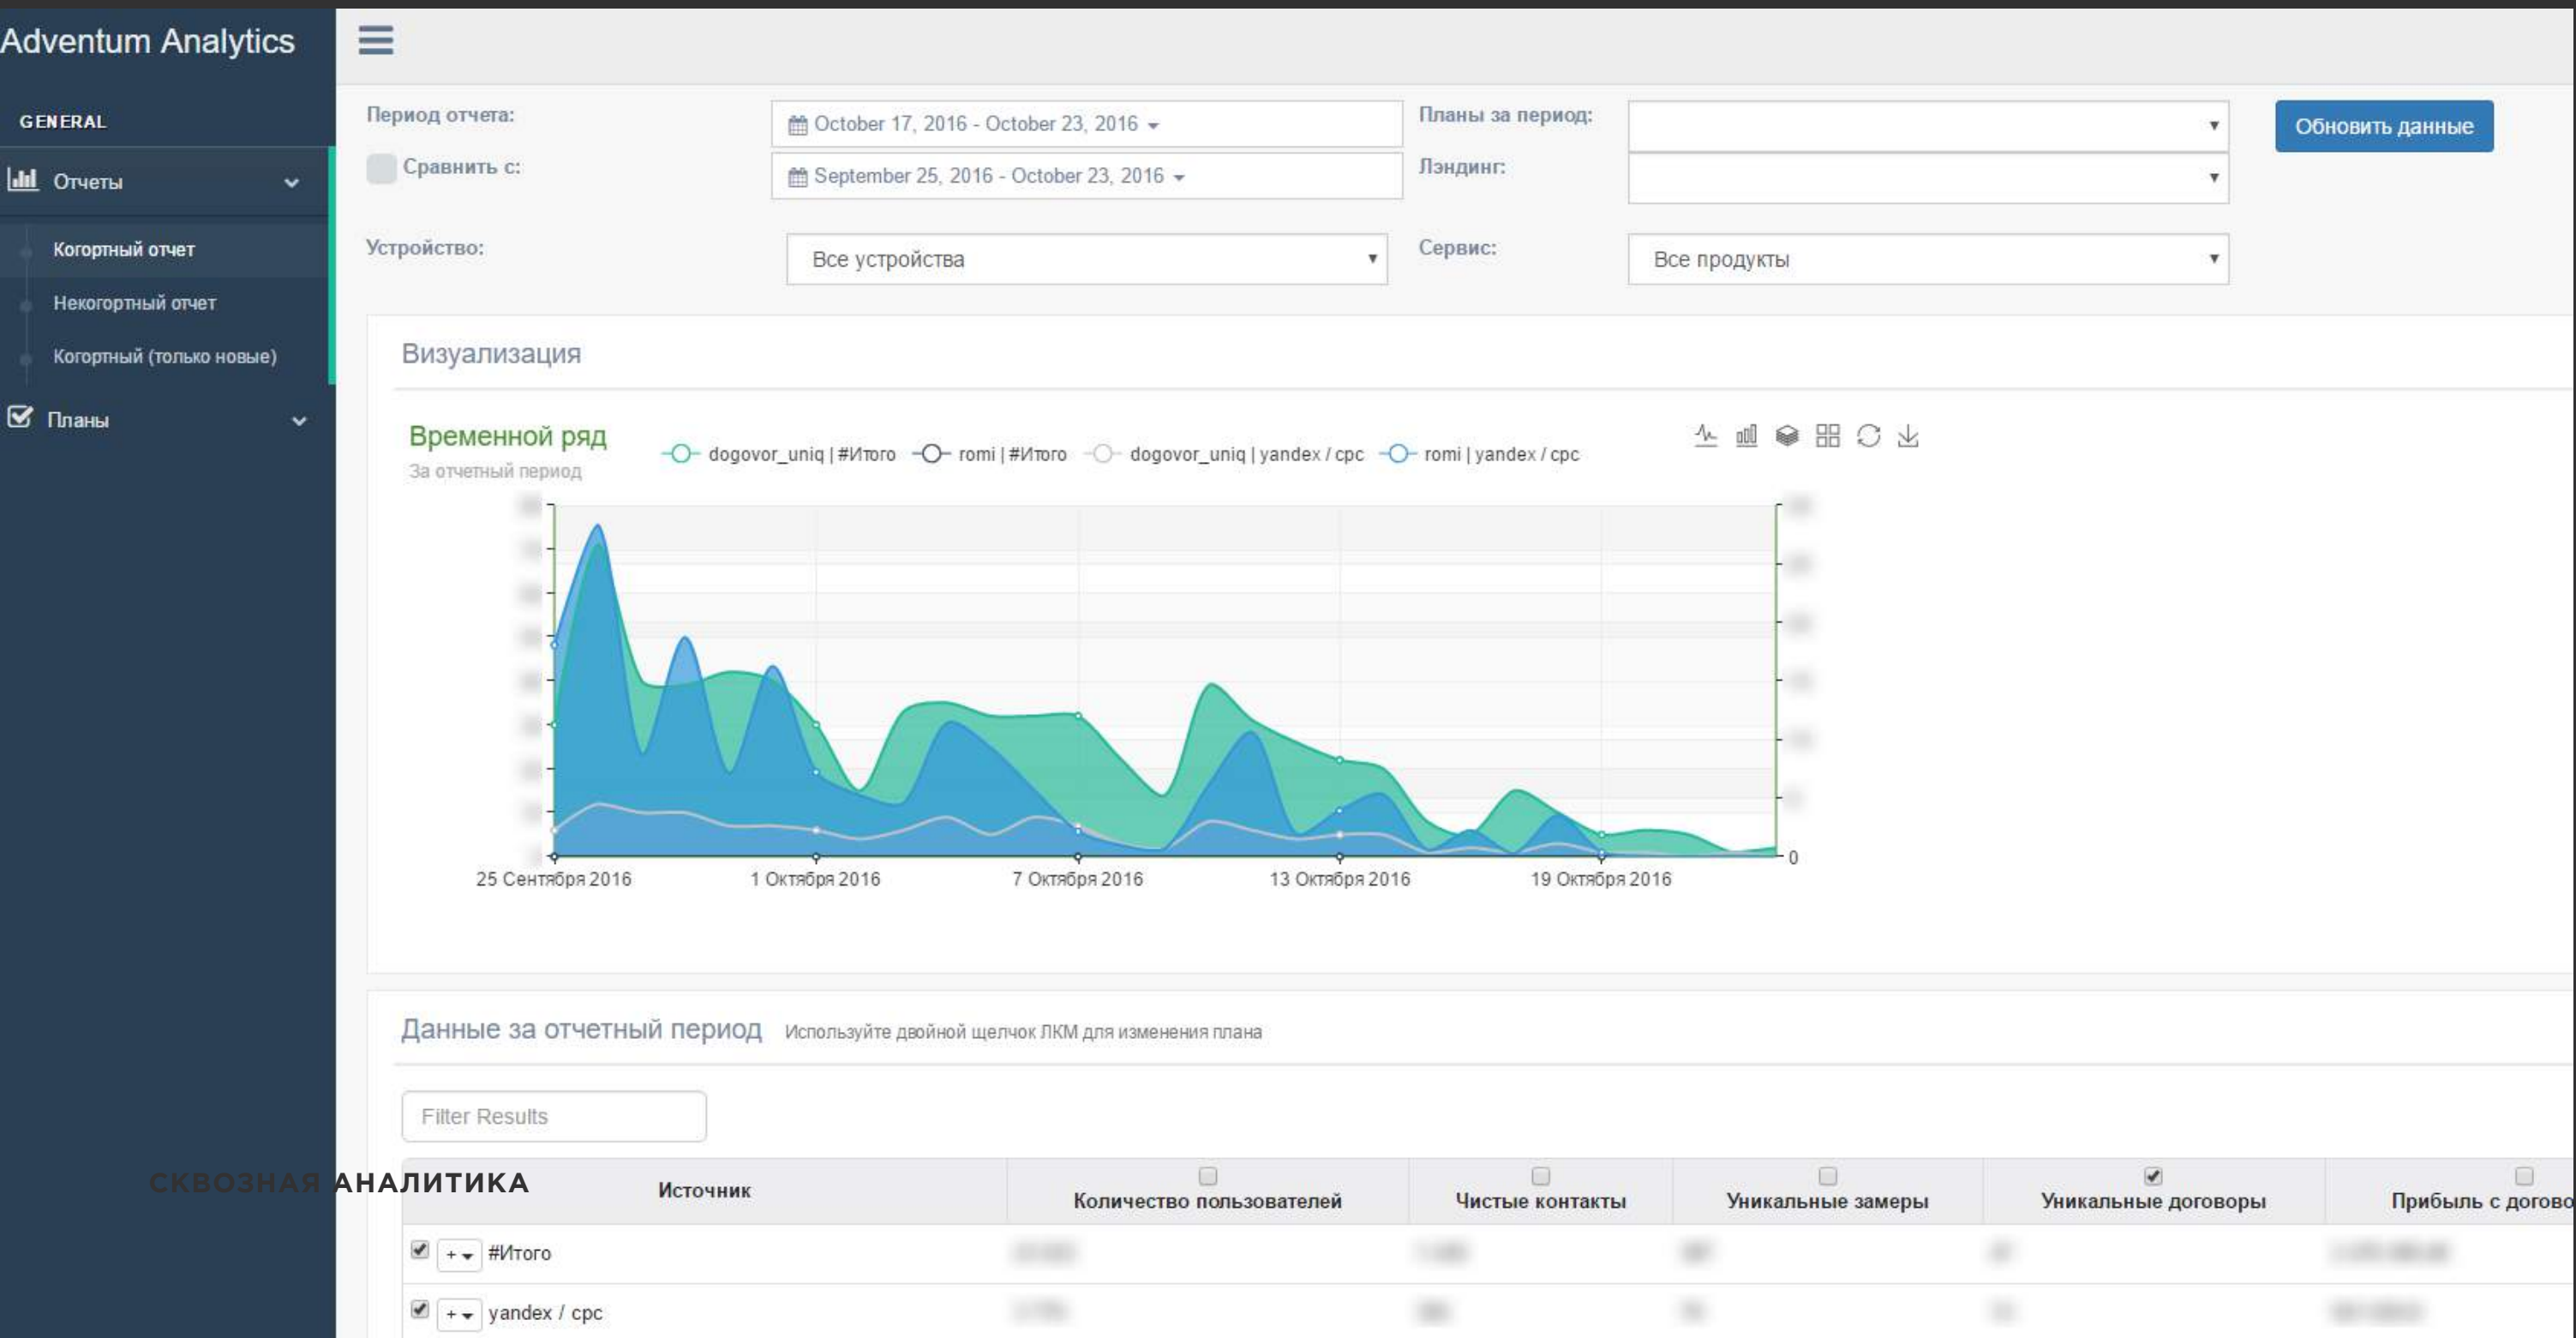 Adventum Analytics
GENERAL
Отчеты
Когортный отчет
Некогортный отчет
Когортный (только новые)
Планы
Период отчета:
October 17, 2016 - October 23, 2016
Планы за период:
Обновить данные
Сравнить с:
September 25, 2016 - October 23, 2016
Лэндинг:
Устройство:
Все устройства
Сервис:
Все продукты
Визуализация
Временной ряд
За отчетный период
dogovor_uniq | #Итого
romi | #Итого
dogovor_uniq | yandex / cpc
romi | yandex / cpc
0
25 Сентября 2016
1 Октября 2016
7 Октября 2016
13 Октября 2016
19 Октября 2016
Данные за отчетный период Используйте двойной щелчок ЛКМ для изменения плана
Filter Results
СКВОЗНАЯ АНАЛИТИКА
Источник
Количество пользователей
Чистые контакты
Уникальные замеры
Уникальные договоры
Прибыль с догово
+ #Итого
+ yandex / cpc